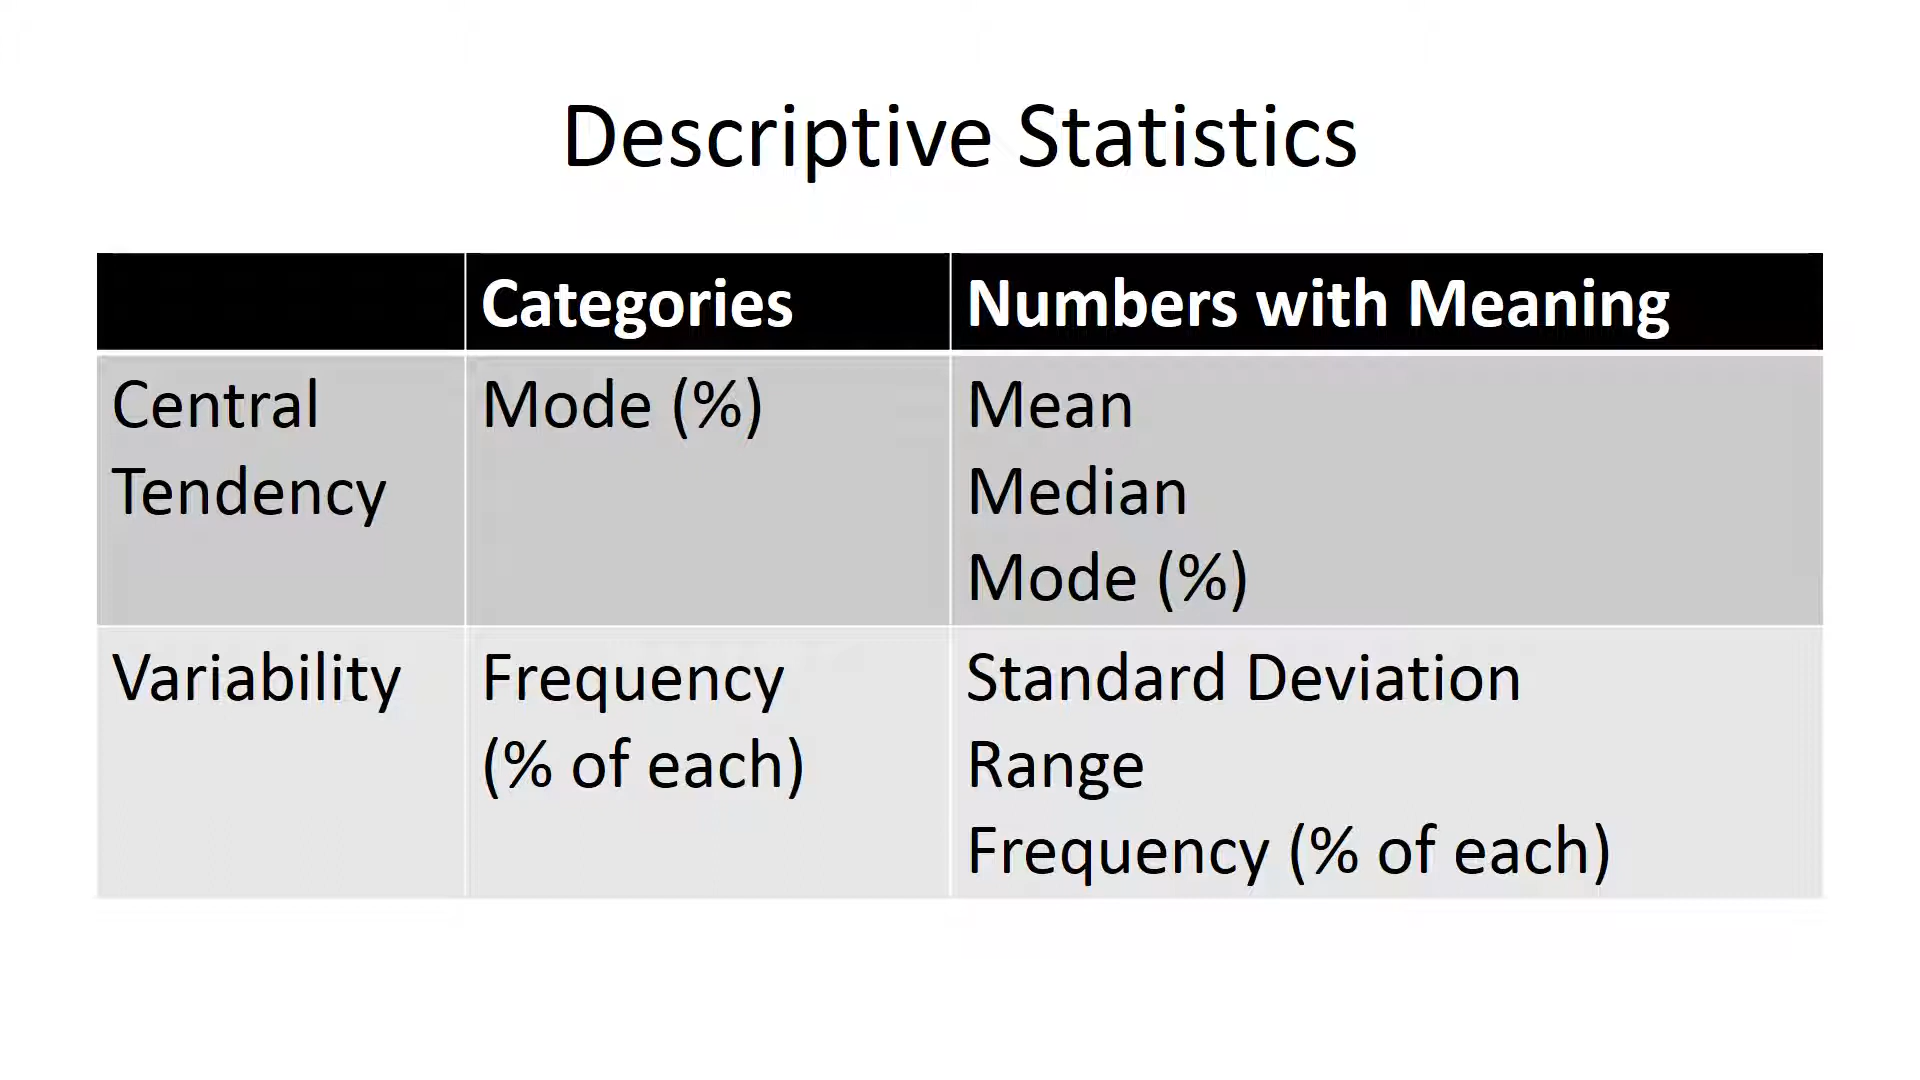 Descriptive Statistics
Categories
Numbers with Meaning
Central
Tendency
Mode (%)
Mean
Median
Mode (%)
Variability
Frequency
(% of each)
Standard Deviation
Range
Frequency (% of each)